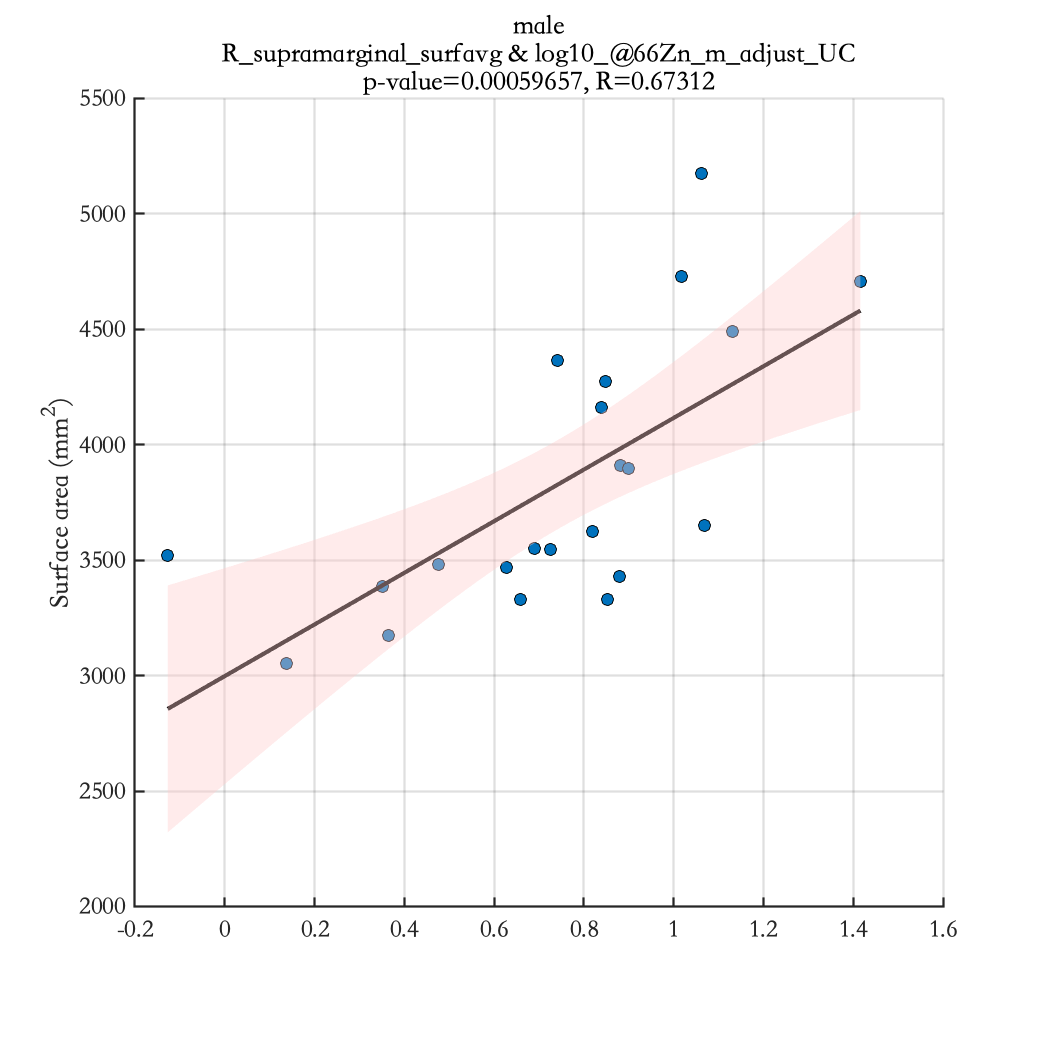 male
R_supramarginal_surfavg & log10_@66Zn_m_adjust_UC
p-value=0.00059657, R=0.67312
5500
5000
4500
4000
3500
3000
2500
2000
Surface area (mm²)
-0.2 0 0.2 0.4 0.6 0.8 1 1.2 1.4 1.6